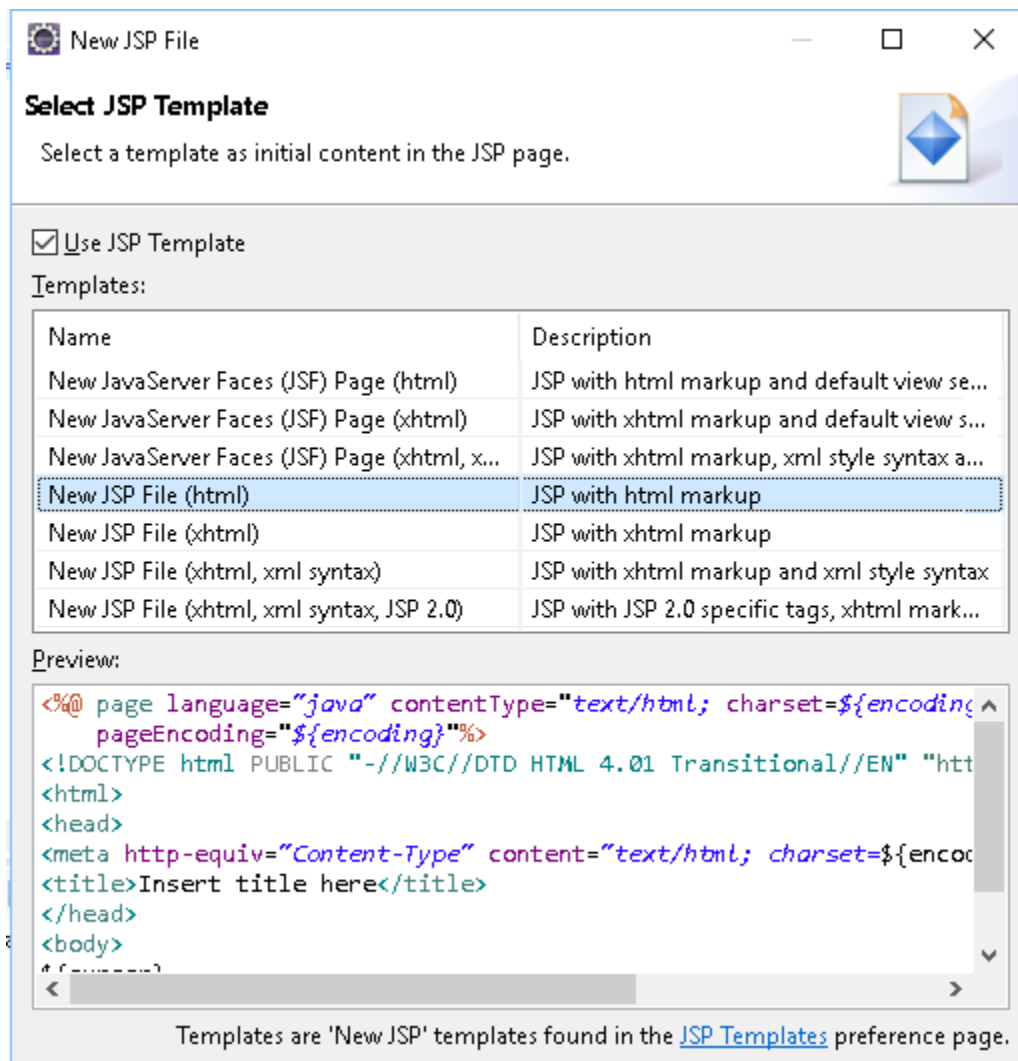 New JSP File
Select JSP Template
Select a template as initial content in the JSP page.
Use JSP Template
Templates:
Name Description
New JavaServer Faces (JSF) Page (html) JSP with html markup and default view se...
New JavaServer Faces (JSF) Page (xhtml) JSP with xhtml markup and default view s...
New JavaServer Faces (JSF) Page (xhtml, x... JSP with xhtml markup, xml style syntax a...
New JSP File (html) JSP with html markup
New JSP File (xhtml) JSP with xhtml markup
New JSP File (xhtml, xml syntax) JSP with xhtml markup and xml style syntax
New JSP File (xhtml, xml syntax, JSP 2.0) JSP with JSP 2.0 specific tags, xhtml mark...
Preview:
<%@ page language="java" contentType="text/html; charset=${encoding
pageEncoding="${encoding}"%>
<!DOCTYPE html PUBLIC "-//W3C//DTD HTML 4.01 Transitional//EN" "htt
<html>
<head>
<meta http-equiv="Content-Type" content="text/html; charset=${encod
<title>Insert title here</title>
</head>
<body>
Templates are 'New JSP' templates found in the JSP Templates preference page.